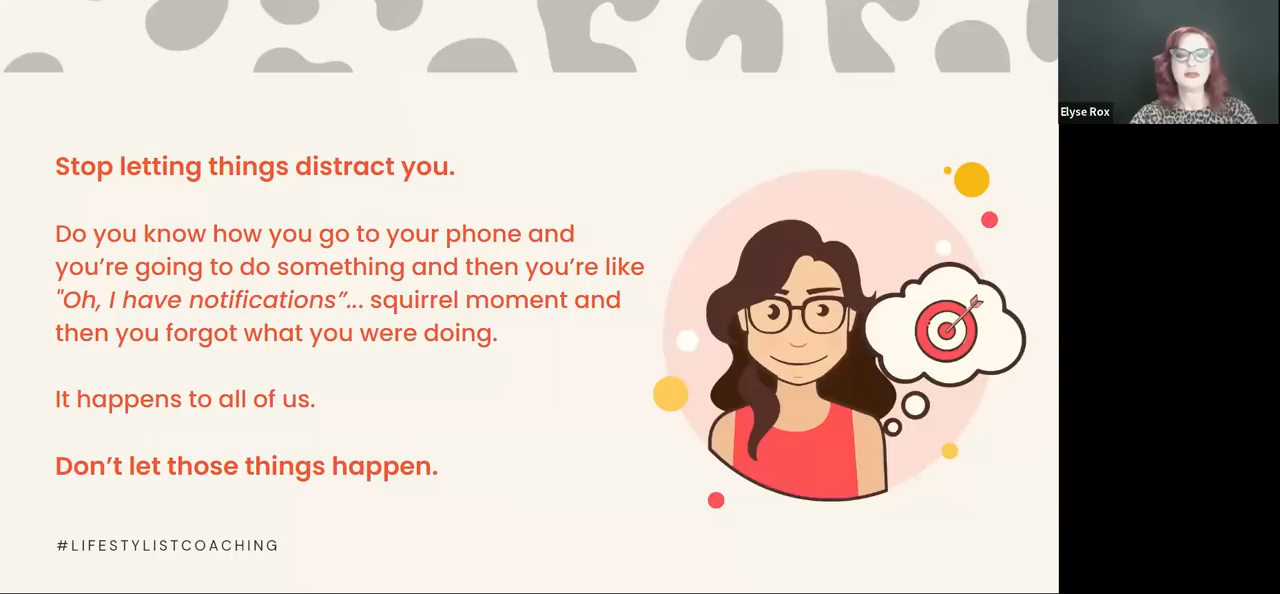 Stop letting things distract you.
Do you know how you go to your phone and
you’re going to do something and then you’re like
"Oh, I have notifications”... squirrel moment and
then you forgot what you were doing.
It happens to all of us.
Don’t let those things happen.
#LIFESTYLISTCOACHING
Elyse Rox